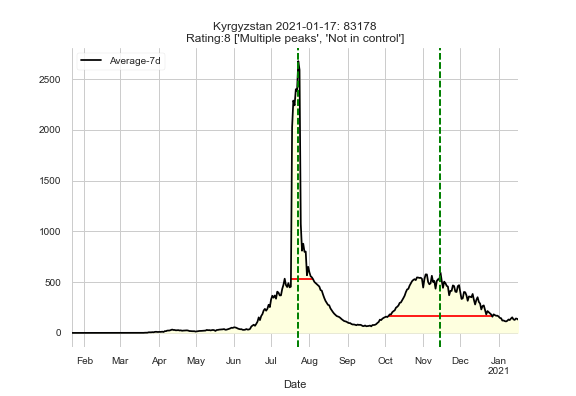 Kyrgyzstan 2021-01-17: 83178
Rating:8 ['Multiple peaks', 'Not in control']
Average-7d
2500
2000
1500
1000
500
0
Feb Mar Apr May Jun Jul Aug Sep Oct Nov Dec Jan
2021
Date